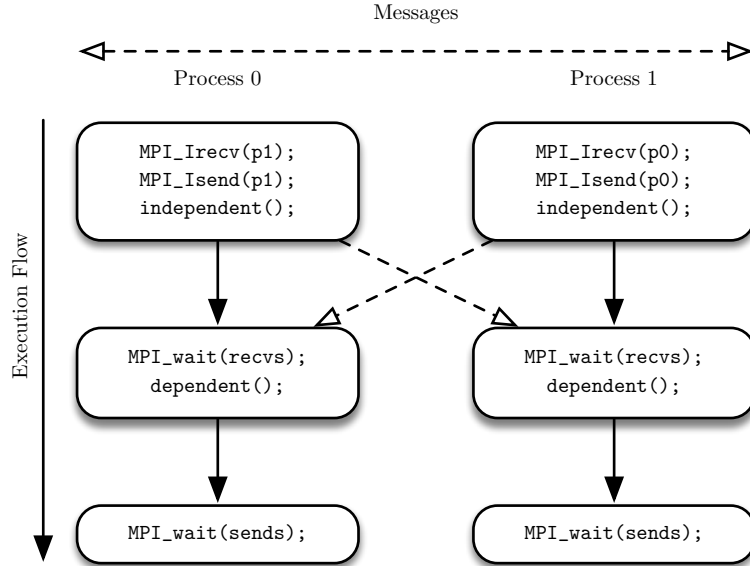 Messages
Process 0
Process 1
Execution Flow
MPI_Irecv(p1);
MPI_Isend(p1);
independent();
MPI_Irecv(p0);
MPI_Isend(p0);
independent();
MPI_wait(recvs);
dependent();
MPI_wait(recvs);
dependent();
MPI_wait(sends);
MPI_wait(sends);